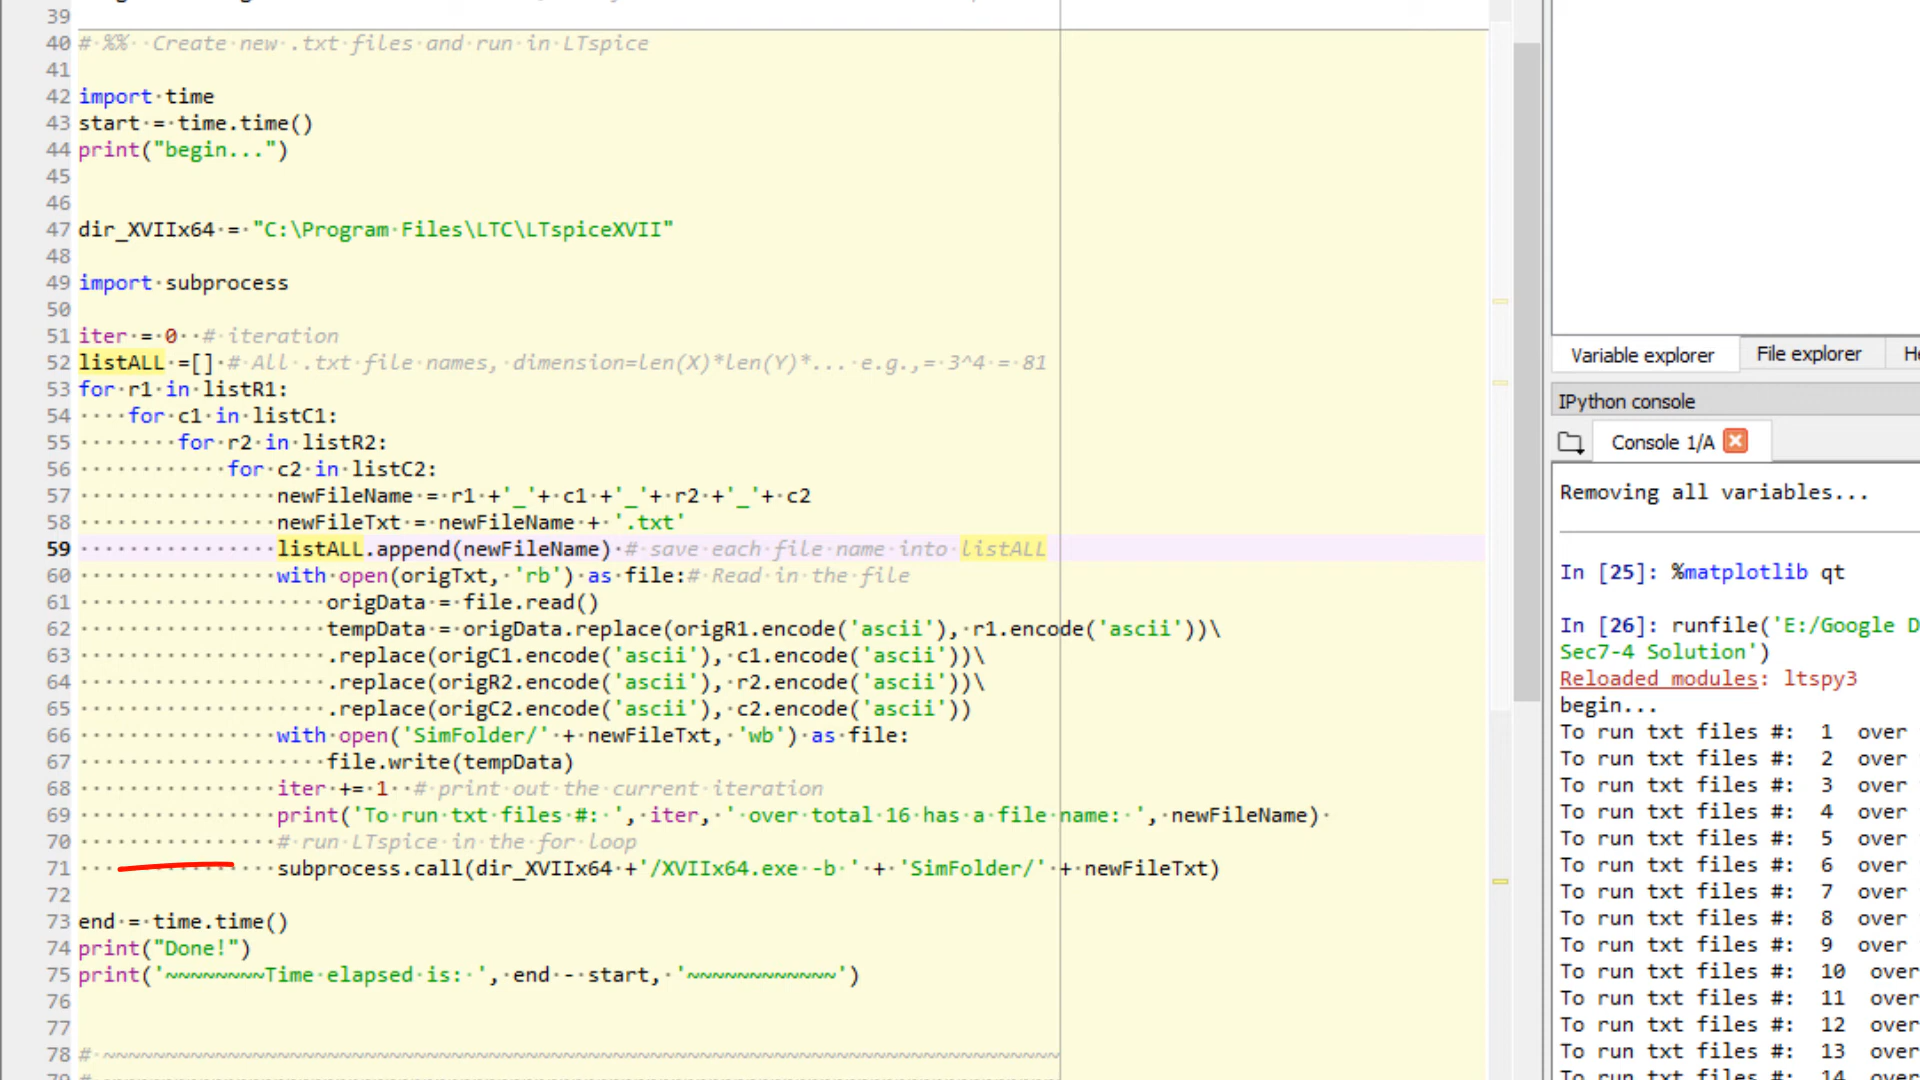 39
40 # %% Create new .txt files and run in LTspice
41
42 import time
43 start = time.time()
44 print("begin...")
45
46
47 dir_XVIIx64 = "C:\Program Files\LTC\LTspiceXVII"
48
49 import subprocess
50
51 iter = 0  # iteration
52 listALL =[] # All .txt file names, dimension=len(X)*len(Y)*... e.g.,= 3^4 = 81
53 for r1 in listR1:
54     for c1 in listC1:
55         for r2 in listR2:
56             for c2 in listC2:
57                 newFileName = r1 +'_'+ c1 +'_'+ r2 +'_'+ c2
58                 newFileTxt = newFileName + '.txt'
59                 listALL.append(newFileName) # save each file name into listALL
60                 with open(origTxt, 'rb') as file:# Read in the file
61                     origData = file.read()
62                     tempData = origData.replace(origR1.encode('ascii'), r1.encode('ascii'))\
63                     .replace(origC1.encode('ascii'), c1.encode('ascii'))\
64                     .replace(origR2.encode('ascii'), r2.encode('ascii'))\
65                     .replace(origC2.encode('ascii'), c2.encode('ascii'))
66                 with open('SimFolder/' + newFileTxt, 'wb') as file:
67                     file.write(tempData)
68                 iter += 1  # print out the current iteration
69                 print('To run txt files #: ', iter, ' over total 16 has a file name: ', newFileName)
70                 # run LTspice in the for loop
71                 subprocess.call(dir_XVIIx64 +'/XVIIx64.exe -b ' + 'SimFolder/' + newFileTxt)
72
73 end = time.time()
74 print("Done!")
75 print('~~~~~~~~Time elapsed is: ', end - start, '~~~~~~~~~~~~')
76
77
78 # ~~~~~~~~~~~~~~~~~~~~~~~~~~~~~~~~~~~~~~~~~~~~~~~~~~~~~~~~~~~~~~~~~~~~~~~~~~~~~
Variable explorer File explorer
IPython console
Console 1/A
Removing all variables...
In [25]: %matplotlib qt
In [26]: runfile('E:/Google
Sec7-4 Solution')
Reloaded modules: ltspy3
begin...
To run txt files #:  1  over
To run txt files #:  2  over
To run txt files #:  3  over
To run txt files #:  4  over
To run txt files #:  5  over
To run txt files #:  6  over
To run txt files #:  7  over
To run txt files #:  8  over
To run txt files #:  9  over
To run txt files #:  10  over
To run txt files #:  11  over
To run txt files #:  12  over
To run txt files #:  13  over
To run txt files #:  14  over